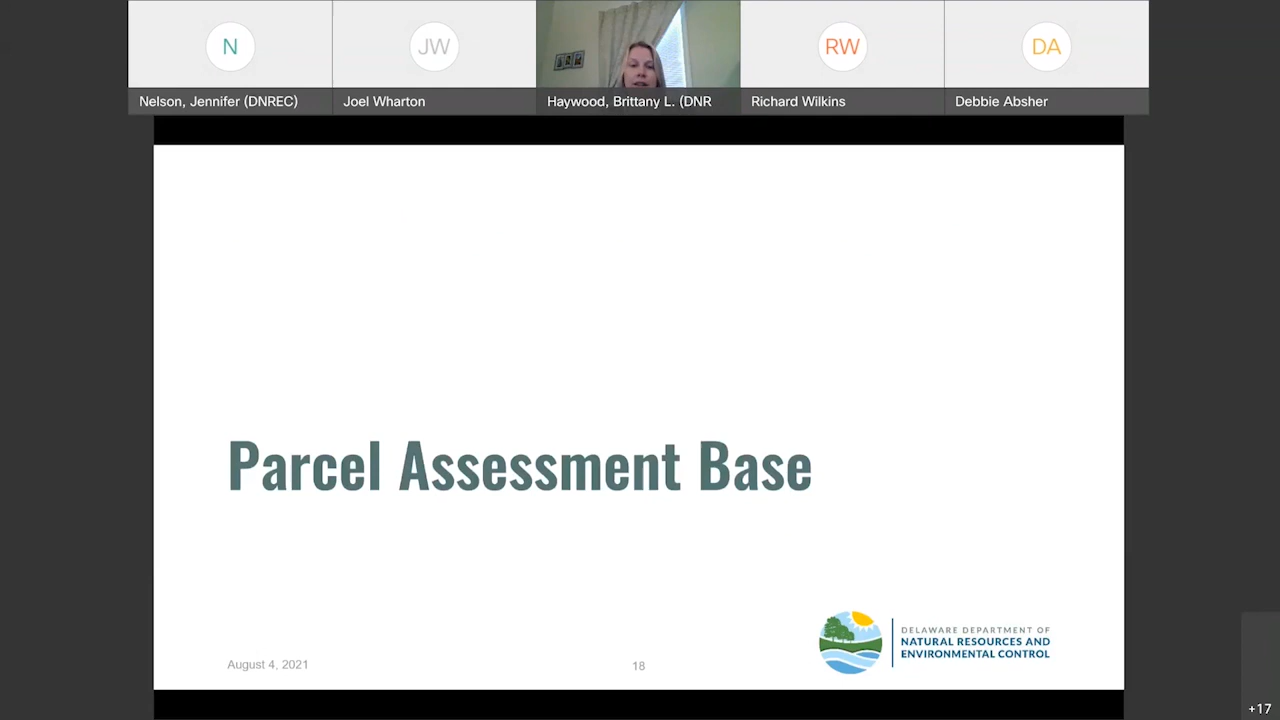 N
JW
RW
DA
Nelson, Jennifer (DNREC)
Joel Wharton
Haywood, Brittany L. (DNR
Richard Wilkins
Debbie Absher
Parcel Assessment Base
DELAWARE DEPARTMENT OF
NATURAL RESOURCES AND
ENVIRONMENTAL CONTROL
August 4, 2021
18
+17